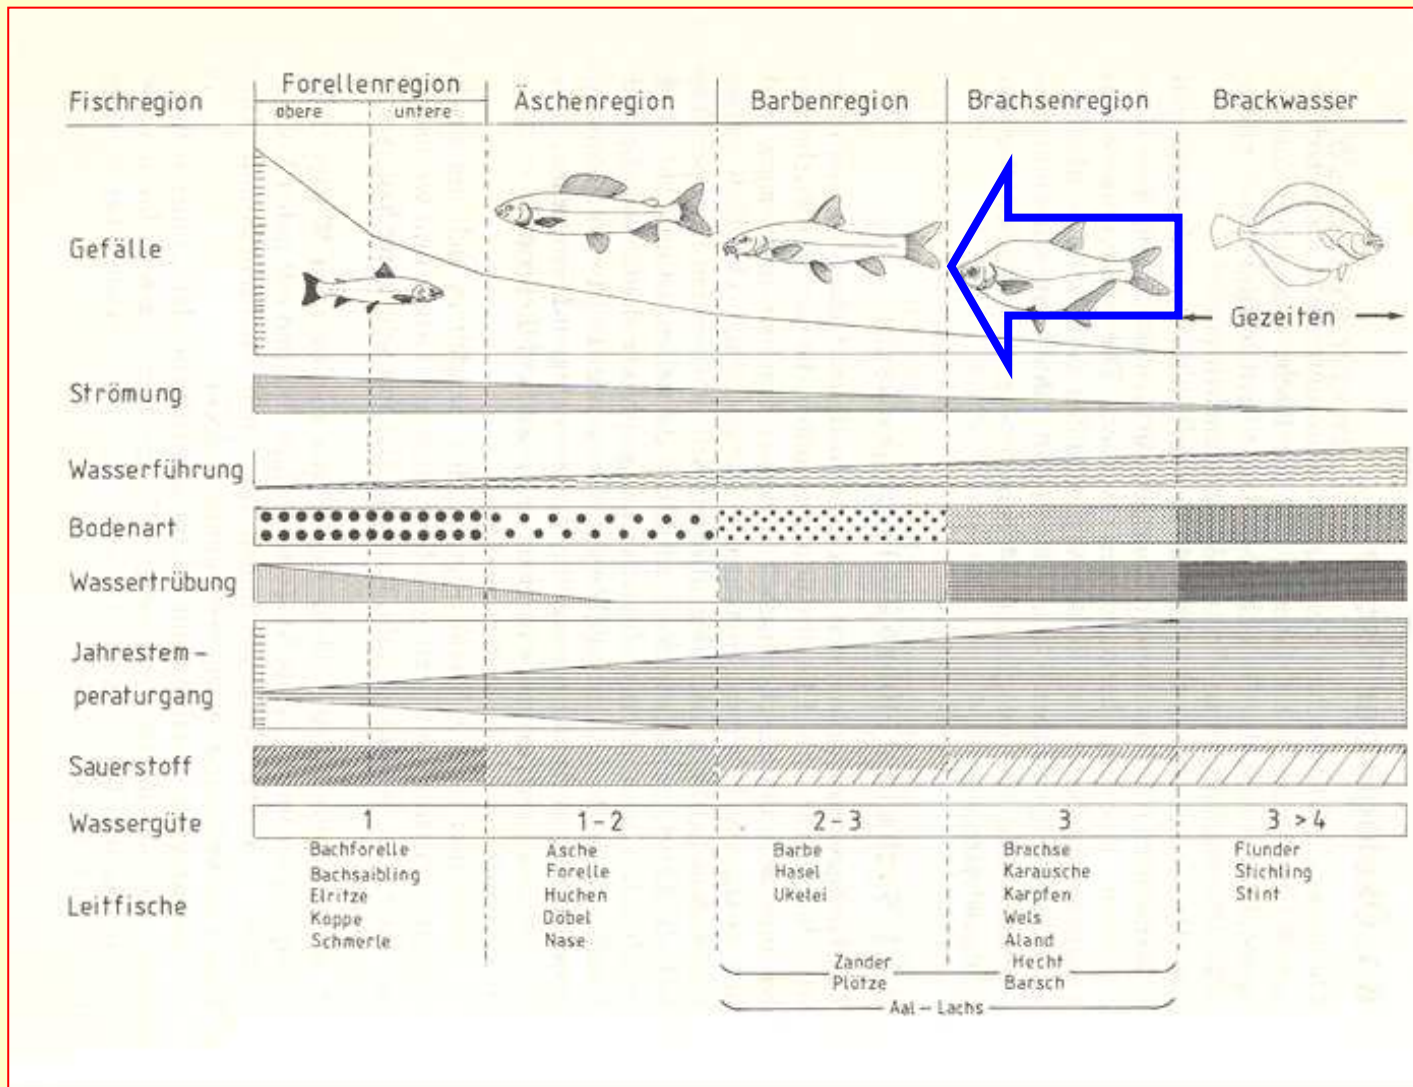 Fischregion
Forellenregion
obere untere
Äschenregion
Barbenregion
Brachsenregion
Brackwasser
Gefälle
Gezeiten
Strömung
Wasserführung
Bodenart
Wassertrübung
Jahrestem-
peraturgang
Sauerstoff
Wassergüte 1 1-2 2-3 3 3 >4
Leitfische
Bachforelle
Bachsaibling
Elritze
Koppe
Schmerle
Äsche
Forelle
Huchen
Döbel
Nase
Barbe
Hasel
Ukelei
Brachse
Karausche
Karpfen
Wels
Aland
Flunder
Stichling
Stint
Zander Hecht
Plötze Barsch
Aal - Lachs